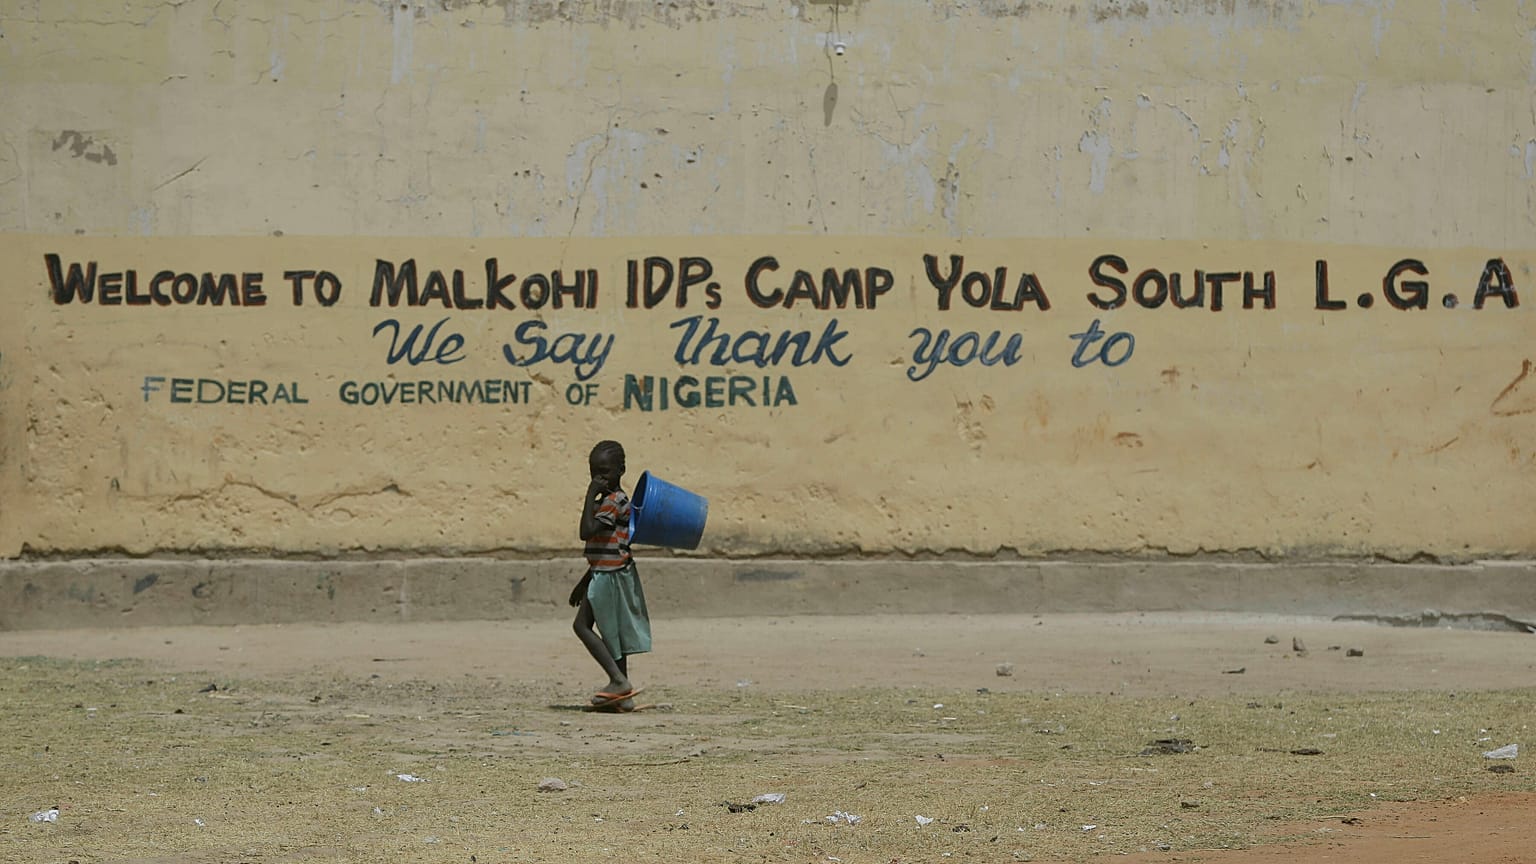 WELCOME TO MALKOHI IDPs CAMP YOLA SOUTH L.G.A
We Say Thank you to
FEDERAL GOVERNMENT OF NIGERIA